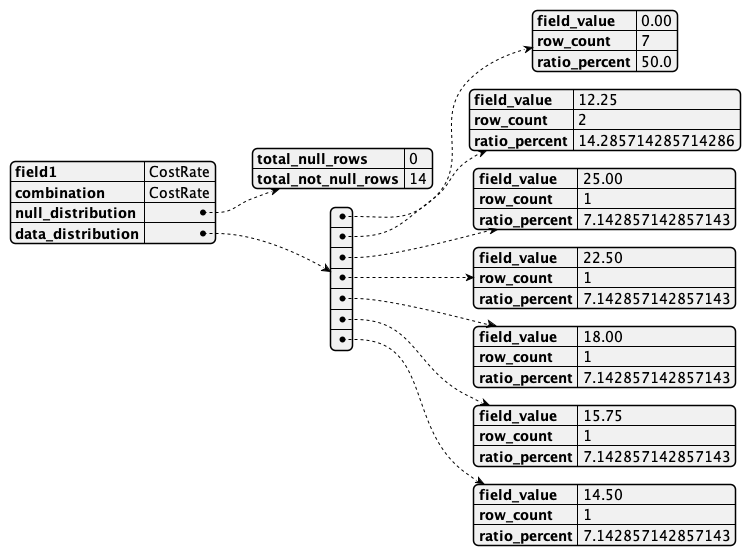 field1 CostRate
combination CostRate
null_distribution
data_distribution
total_null_rows 0
total_not_null_rows 14
field_value 0.00
row_count 7
ratio_percent 50.0
field_value 12.25
row_count 2
ratio_percent 14.285714285714286
field_value 25.00
row_count 1
ratio_percent 7.142857142857143
field_value 22.50
row_count 1
ratio_percent 7.142857142857143
field_value 18.00
row_count 1
ratio_percent 7.142857142857143
field_value 15.75
row_count 1
ratio_percent 7.142857142857143
field_value 14.50
row_count 1
ratio_percent 7.142857142857143